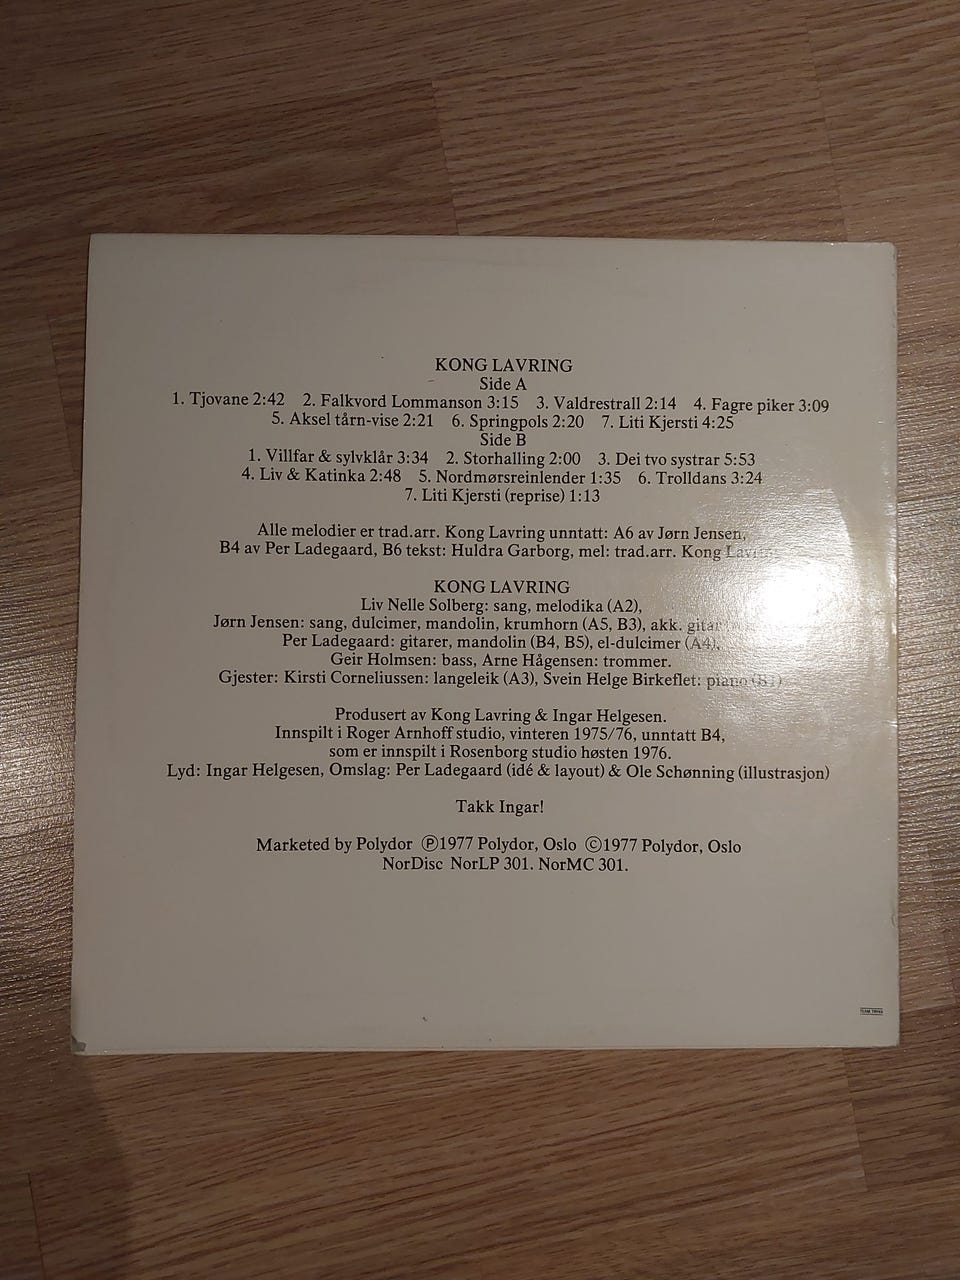 KONG LAVRING
Side A
1. Tjovane 2:42 2. Falkvord Lommanson 3:15 3. Valdrestrall 2:14 4. Fagre piker 3:09
5. Aksel tårn-vise 2:21 6. Springpols 2:20 7. Liti Kjersti 4:25
Side B
1. Villfar & sylvklår 3:34 2. Storhalling 2:00 3. Dei tvo systrar 5:53
4. Liv & Katinka 2:48 5. Nordmørsreinlender 1:35 6. Trolldans 3:24
7. Liti Kjersti (reprise) 1:13
Alle melodier er trad.arr. Kong Lavring unntatt: A6 av Jørn Jensen,
B4 av Per Ladegaard, B6 tekst: Huldra Garborg, mel: trad.arr. Kong Lavring
KONG LAVRING
Liv Nelle Solberg: sang, melodika (A2),
Jørn Jensen: sang, dulcimer, mandolin, krumhorn (A5, B3), akk. gitar
Per Ladegaard: gitarer, mandolin (B4, B5), el-dulcimer (A4),
Geir Holmsen: bass, Arne Hågensen: trommer.
Gjester: Kirsti Corneliussen: langeleik (A3), Svein Helge Birkeflet: piano (B1)
Produsert av Kong Lavring & Ingar Helgesen.
Innspilt i Roger Arnhoff studio, vinteren 1975/76, unntatt B4,
som er innspilt i Rosenborg studio høsten 1976.
Lyd: Ingar Helgesen, Omslag: Per Ladegaard (idé & layout) & Ole Schønning (illustrasjon)
Takk Ingar!
Marketed by Polydor ℗1977 Polydor, Oslo ©1977 Polydor, Oslo
NorDisc NorLP 301. NorMC 301.